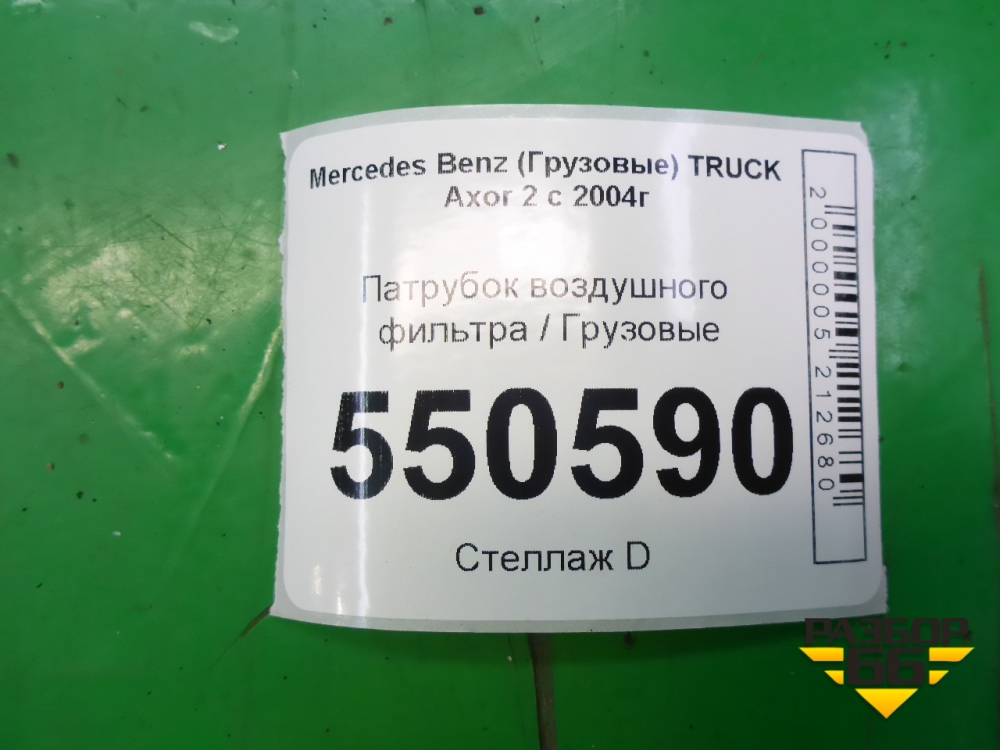 Mercedes Benz (Грузовые) TRUCK
Axor 2 с 2004г
Патрубок воздушного
фильтра / Грузовые
550590
Стеллаж D
2000005212680
РАЗБОР
66